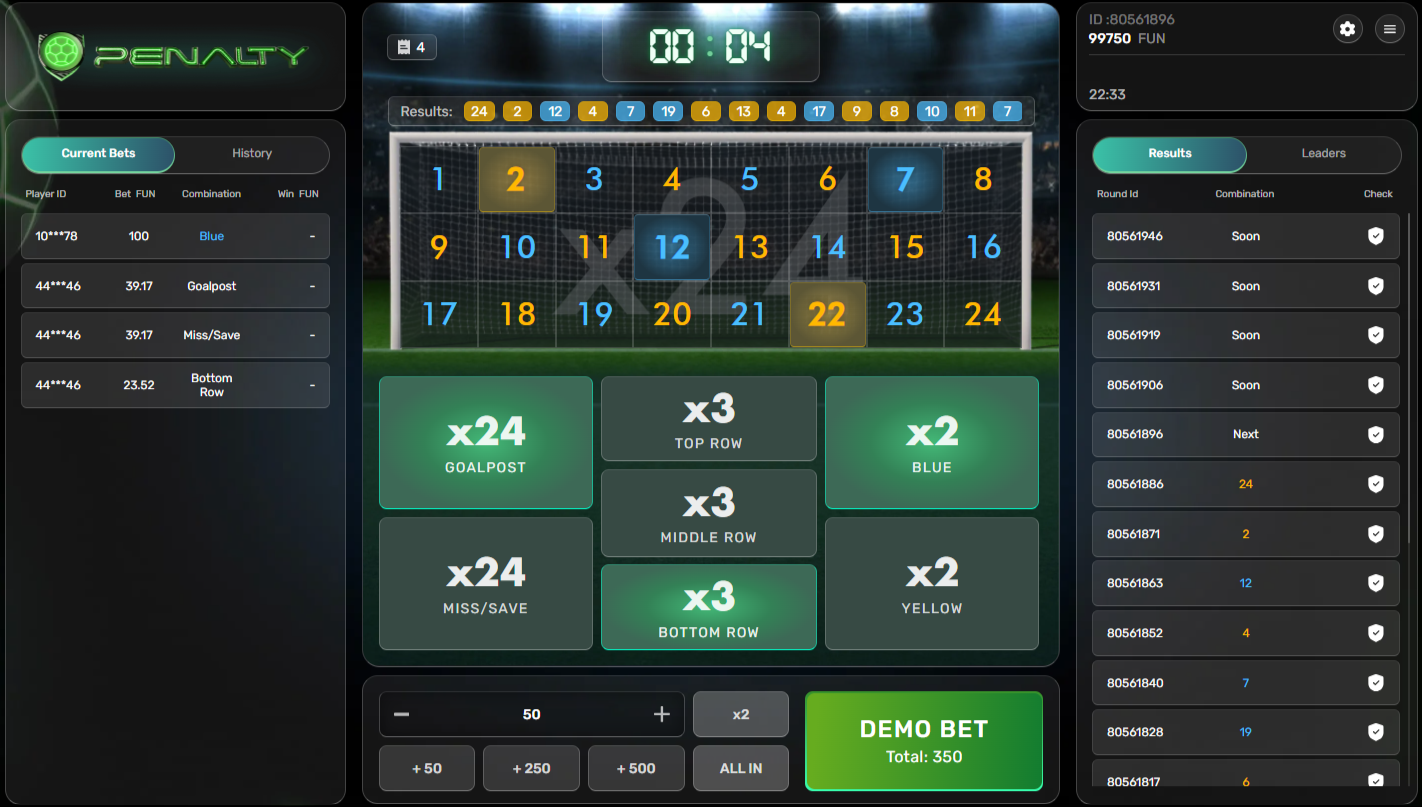 PENALTY
Current Bets
History
Player ID Bet FUN Combination Win FUN
10***78 100 Blue -
44***46 39.17 Goalpost -
44***46 39.17 Miss/Save -
44***46 23.52 Bottom Row -
4
00:04
Results: 24 2 12 4 7 19 6 13 4 17 9 8 10 11 7
x24
1 2 3 4 5 6 7 8
9 10 11 12 13 14 15 16
17 18 19 20 21 22 23 24
x24
GOALPOST
x3
TOP ROW
x2
BLUE
x3
MIDDLE ROW
x24
MISS/SAVE
x3
BOTTOM ROW
x2
YELLOW
50
x2
+ 50
+ 250
+ 500
ALL IN
DEMO BET
Total: 350
ID :80561896
99750 FUN
22:33
Results
Leaders
Round Id Combination Check
80561946 Soon
80561931 Soon
80561919 Soon
80561906 Soon
80561896 Next
80561886 24
80561871 2
80561863 12
80561852 4
80561840 7
80561828 19
80561817 6